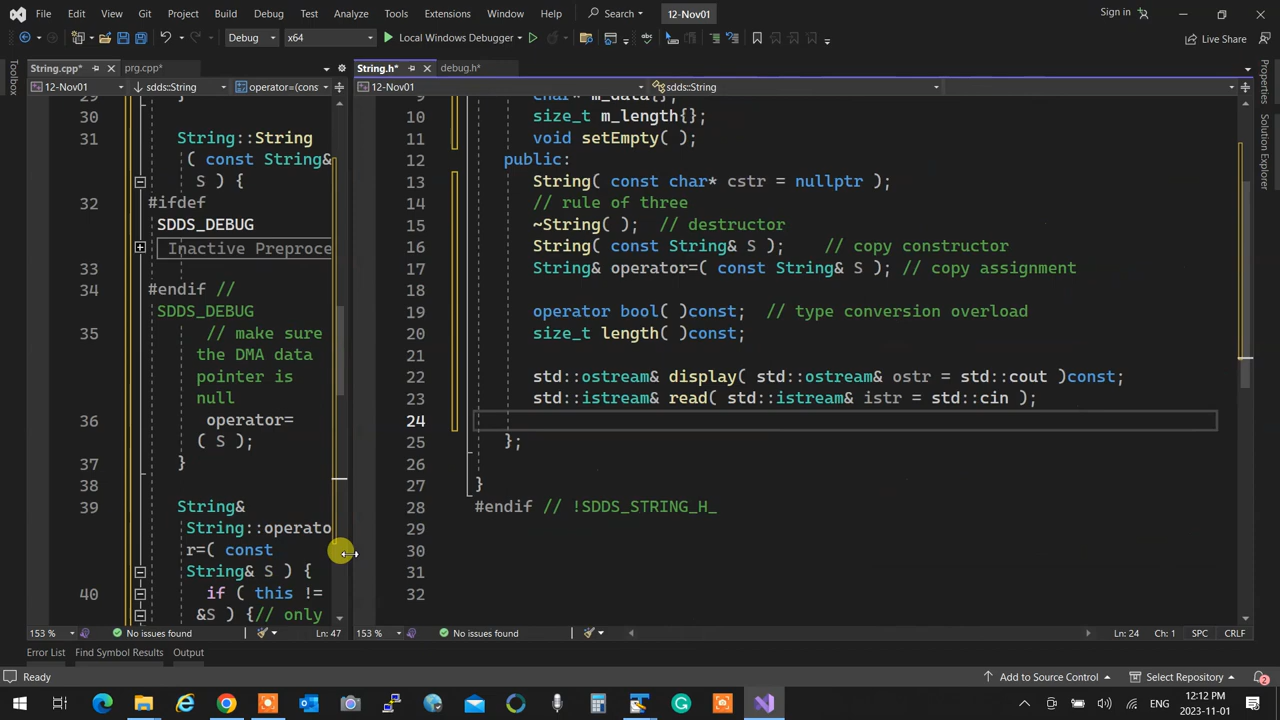 File Edit View Git Project Build Debug Test Analyze Tools Extensions Window Help Search 12-Nov01 Sign in
Debug x64 Local Windows Debugger Live Share
Toolbox
String.cpp* prg.cpp*
12-Nov01 sdds::String operator=(cons
29 }
30
31 String::String
( const String&
S ) {
32 #ifdef
SDDS_DEBUG
Inactive Preproce
33
34 #endif //
SDDS_DEBUG
35 // make sure
the DMA data
pointer is
null
36 operator=
( S );
37 }
38
39 String&
String::operato
r=( const
String& S ) {
40 if ( this !=
&S ) {// only
153 % No issues found Ln: 47
String.h* debug.h*
12-Nov01 sdds::String
9 char* m_data{};
10 size_t m_length{};
11 void setEmpty( );
12 public:
13 String( const char* cstr = nullptr );
14 // rule of three
15 ~String( ); // destructor
16 String( const String& S ); // copy constructor
17 String& operator=( const String& S ); // copy assignment
18
19 operator bool( )const; // type conversion overload
20 size_t length( )const;
21
22 std::ostream& display( std::ostream& ostr = std::cout )const;
23 std::istream& read( std::istream& istr = std::cin );
24
25 };
26
27 }
28 #endif // !SDDS_STRING_H_
29
30
31
32
153 % No issues found Ln: 24 Ch: 1 SPC CRLF
Properties
Solution Explorer
Error List Find Symbol Results Output
Ready Add to Source Control Select Repository 2
ENG 12:12 PM
2023-11-01